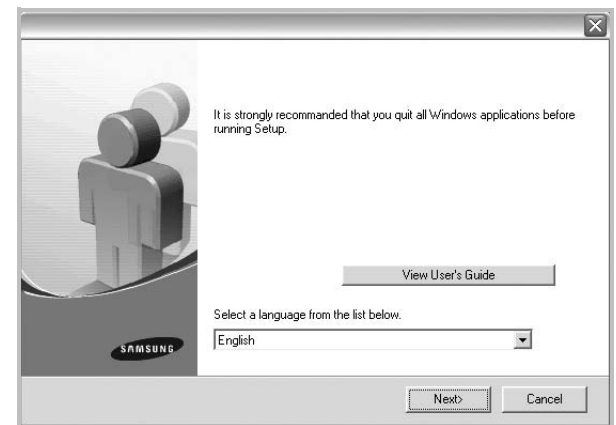 It is strongly recommanded that you quit all Windows applications before
running Setup.
View User's Guide
Select a language from the list below.
English
SAMSUNG
Next>
Cancel